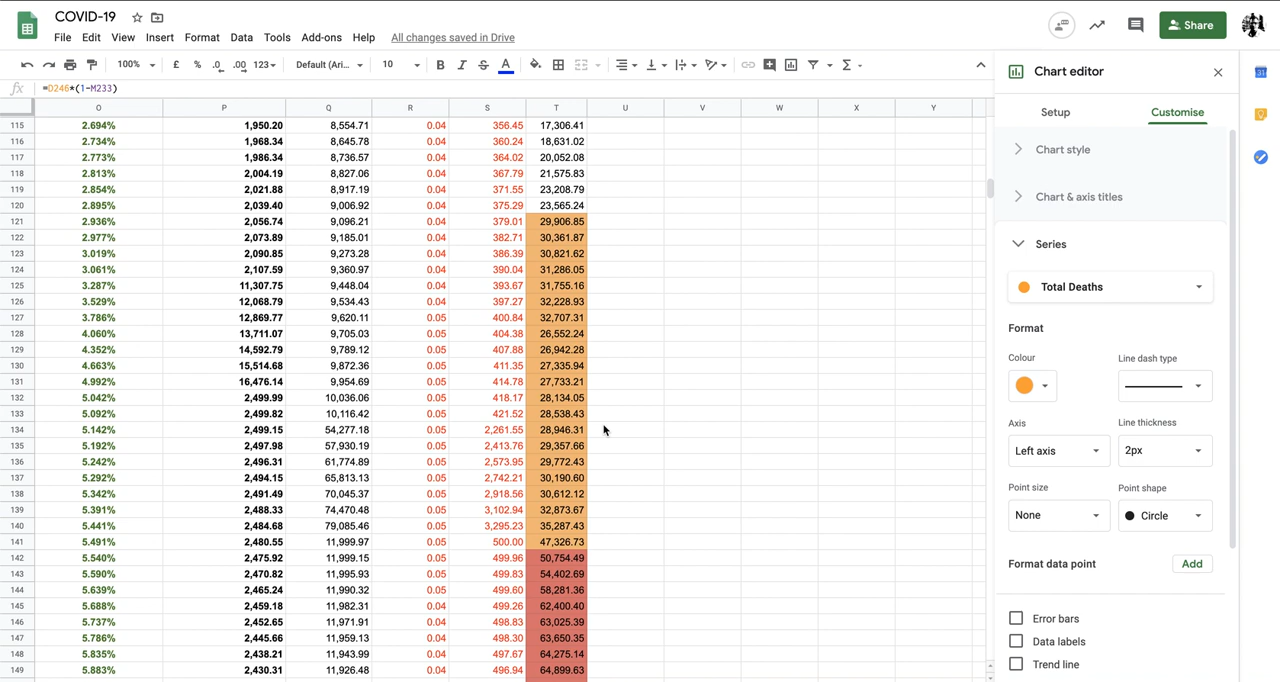 COVID-19
File Edit View Insert Format Data Tools Add-ons Help All changes saved in Drive
Share
100% £ % .0 .00 123 Default (Ari... 10 B I S A Σ
fx =D246*(1-M233)
O P Q R S T U V W X Y
115 2.694% 1,950.20 8,554.71 0.04 356.45 17,306.41
116 2.734% 1,968.34 8,645.78 0.04 360.24 18,631.02
117 2.773% 1,986.34 8,736.57 0.04 364.02 20,052.08
118 2.813% 2,004.19 8,827.06 0.04 367.79 21,575.83
119 2.854% 2,021.88 8,917.19 0.04 371.55 23,208.79
120 2.895% 2,039.40 9,006.92 0.04 375.29 23,565.24
121 2.936% 2,056.74 9,096.21 0.04 379.01 29,906.85
122 2.977% 2,073.89 9,185.01 0.04 382.71 30,361.87
123 3.019% 2,090.85 9,273.28 0.04 386.39 30,821.62
124 3.061% 2,107.59 9,360.97 0.04 390.04 31,286.05
125 3.287% 11,307.75 9,448.04 0.04 393.67 31,755.16
126 3.529% 12,068.79 9,534.43 0.04 397.27 32,228.93
127 3.786% 12,869.77 9,620.11 0.05 400.84 32,707.31
128 4.060% 13,711.07 9,705.03 0.05 404.38 26,552.24
129 4.352% 14,592.79 9,789.12 0.05 407.88 26,942.28
130 4.663% 15,514.68 9,872.36 0.05 411.35 27,335.94
131 4.992% 16,476.14 9,954.69 0.05 414.78 27,733.21
132 5.042% 2,499.99 10,036.06 0.05 418.17 28,134.05
133 5.092% 2,499.82 10,116.42 0.05 421.52 28,538.43
134 5.142% 2,499.15 54,277.18 0.05 2,261.55 28,946.31
135 5.192% 2,497.98 57,930.19 0.05 2,413.76 29,357.66
136 5.242% 2,496.31 61,774.89 0.05 2,573.95 29,772.43
137 5.292% 2,494.15 65,813.13 0.05 2,742.21 30,190.60
138 5.342% 2,491.49 70,045.37 0.05 2,918.56 30,612.12
139 5.391% 2,488.33 74,470.48 0.05 3,102.94 32,873.67
140 5.441% 2,484.68 79,085.46 0.05 3,295.23 35,287.43
141 5.491% 2,480.55 11,999.97 0.05 500.00 47,326.73
142 5.540% 2,475.92 11,999.15 0.05 499.96 50,754.49
143 5.590% 2,470.82 11,995.93 0.05 499.83 54,402.69
144 5.639% 2,465.24 11,990.32 0.05 499.60 58,281.36
145 5.688% 2,459.18 11,982.31 0.04 499.26 62,400.40
146 5.737% 2,452.65 11,971.91 0.04 498.83 63,025.39
147 5.786% 2,445.66 11,959.13 0.04 498.30 63,650.35
148 5.835% 2,438.21 11,943.99 0.04 497.67 64,275.14
149 5.883% 2,430.31 11,926.48 0.04 496.94 64,899.63
Chart editor
Setup Customise
Chart style
Chart & axis titles
Series
Total Deaths
Format
Colour Line dash type
Axis Line thickness
Left axis 2px
Point size Point shape
None Circle
Format data point Add
Error bars
Data labels
Trend line
31